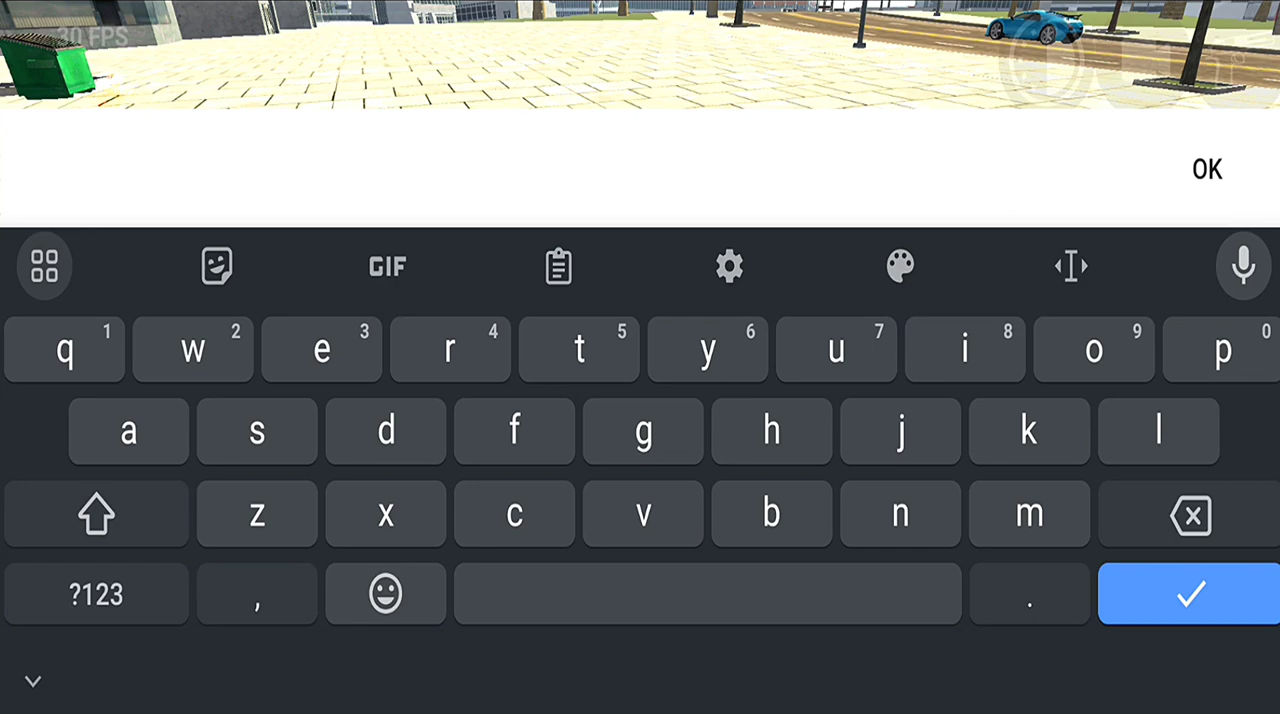 30 FPS
OK
GIF
q 1 w 2 e 3 r 4 t 5 y 6 u 7 i 8 o 9 p 0
a s d f g h j k l
z x c v b n m
?123 , .